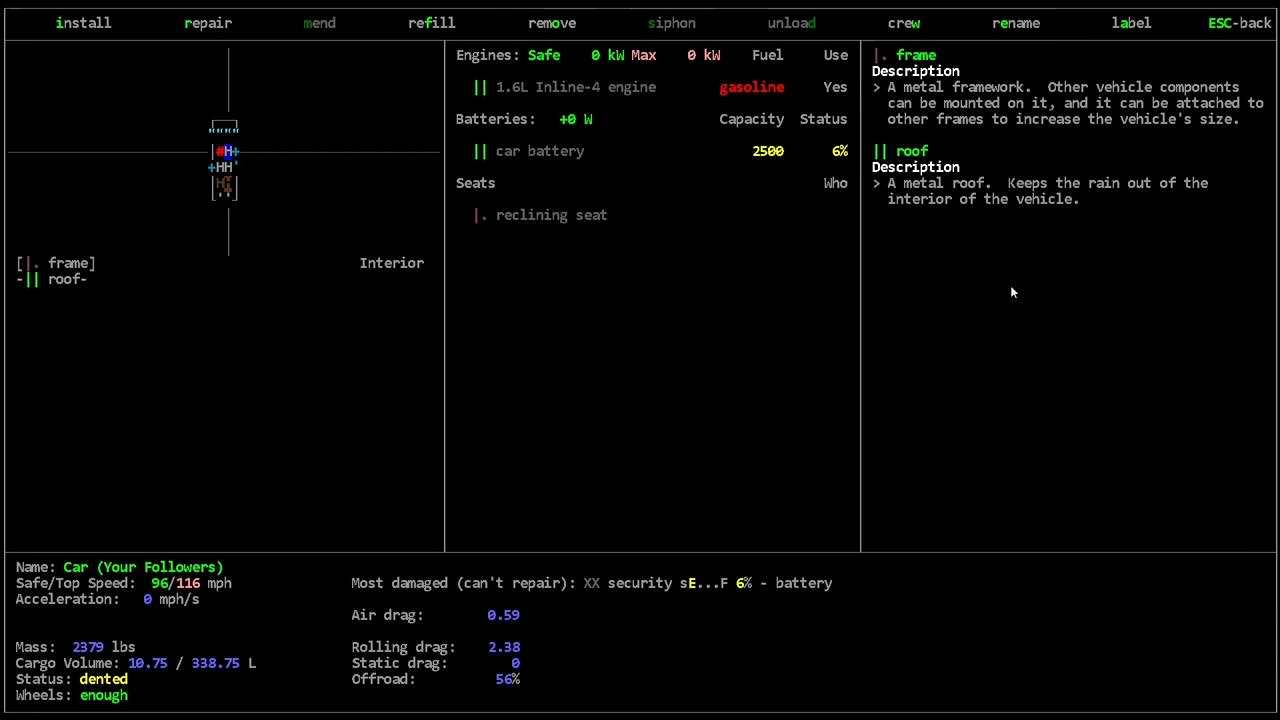 install repair mend refill remove siphon unload crew rename label ESC-back
Engines: Safe 0 kW Max 0 kW Fuel Use
|| 1.6L Inline-4 engine gasoline Yes
Batteries: +0 W Capacity Status
|| car battery 2500 6%
Seats Who
|. reclining seat
[|. frame] Interior
-|| roof-
|. frame
Description
> A metal framework. Other vehicle components
can be mounted on it, and it can be attached to
other frames to increase the vehicle's size.
|| roof
Description
> A metal roof. Keeps the rain out of the
interior of the vehicle.
Name: Car (Your Followers)
Safe/Top Speed: 96/116 mph
Acceleration: 0 mph/s
Mass: 2379 lbs
Cargo Volume: 10.75 / 338.75 L
Status: dented
Wheels: enough
Most damaged (can't repair): XX security sE...F 6% - battery
Air drag: 0.59
Rolling drag: 2.38
Static drag: 0
Offroad: 56%